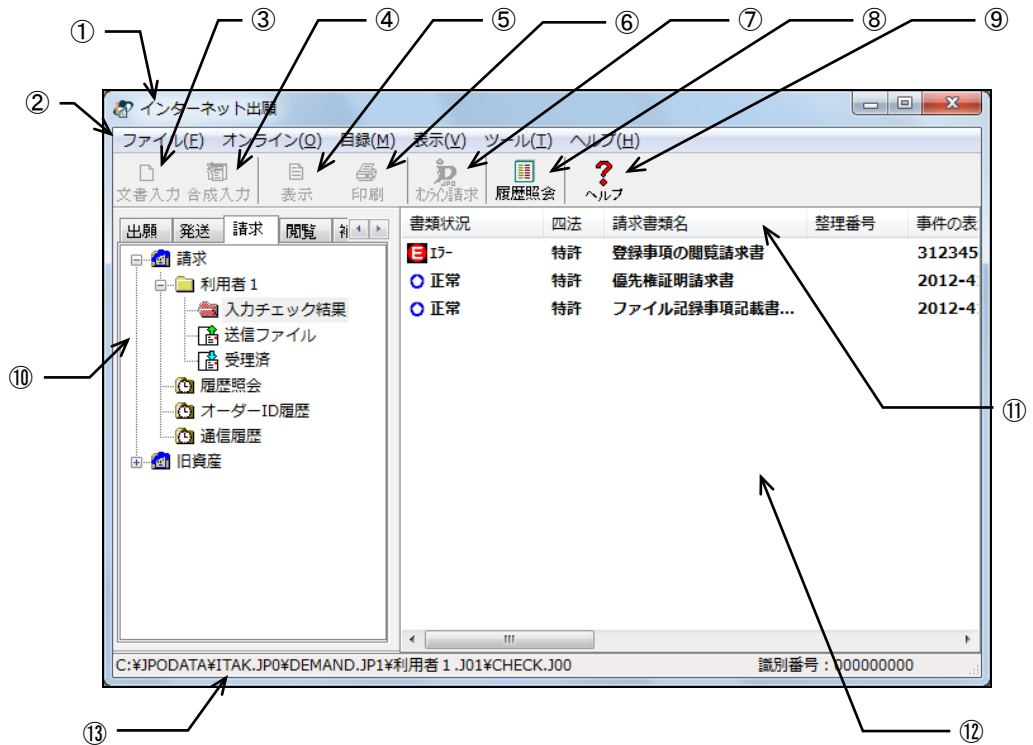 ① ③ ④ ⑤ ⑥ ⑦ ⑧ ⑨
②
インターネット出願
ファイル(F) オンライン(O) 目録(M) 表示(V) ツール(T) ヘルプ(H)
文書入力 合成入力 表示 印刷 ｵﾝﾗｲﾝ請求 履歴照会 ヘルプ
出願 発送 請求 閲覧
書類状況 四法 請求書類名 整理番号 事件の表
E ｴﾗｰ 特許 登録事項の閲覧請求書 312345
正常 特許 優先権証明請求書 2012-4
正常 特許 ファイル記録事項記載書... 2012-4
請求
利用者１
入力チェック結果
送信ファイル
受理済
履歴照会
オーダーID履歴
通信履歴
旧資産
⑩
⑪
C:¥JPODATA¥ITAK.JP0¥DEMAND.JP1¥利用者１.J01¥CHECK.J00 識別番号：000000000
⑬ ⑫